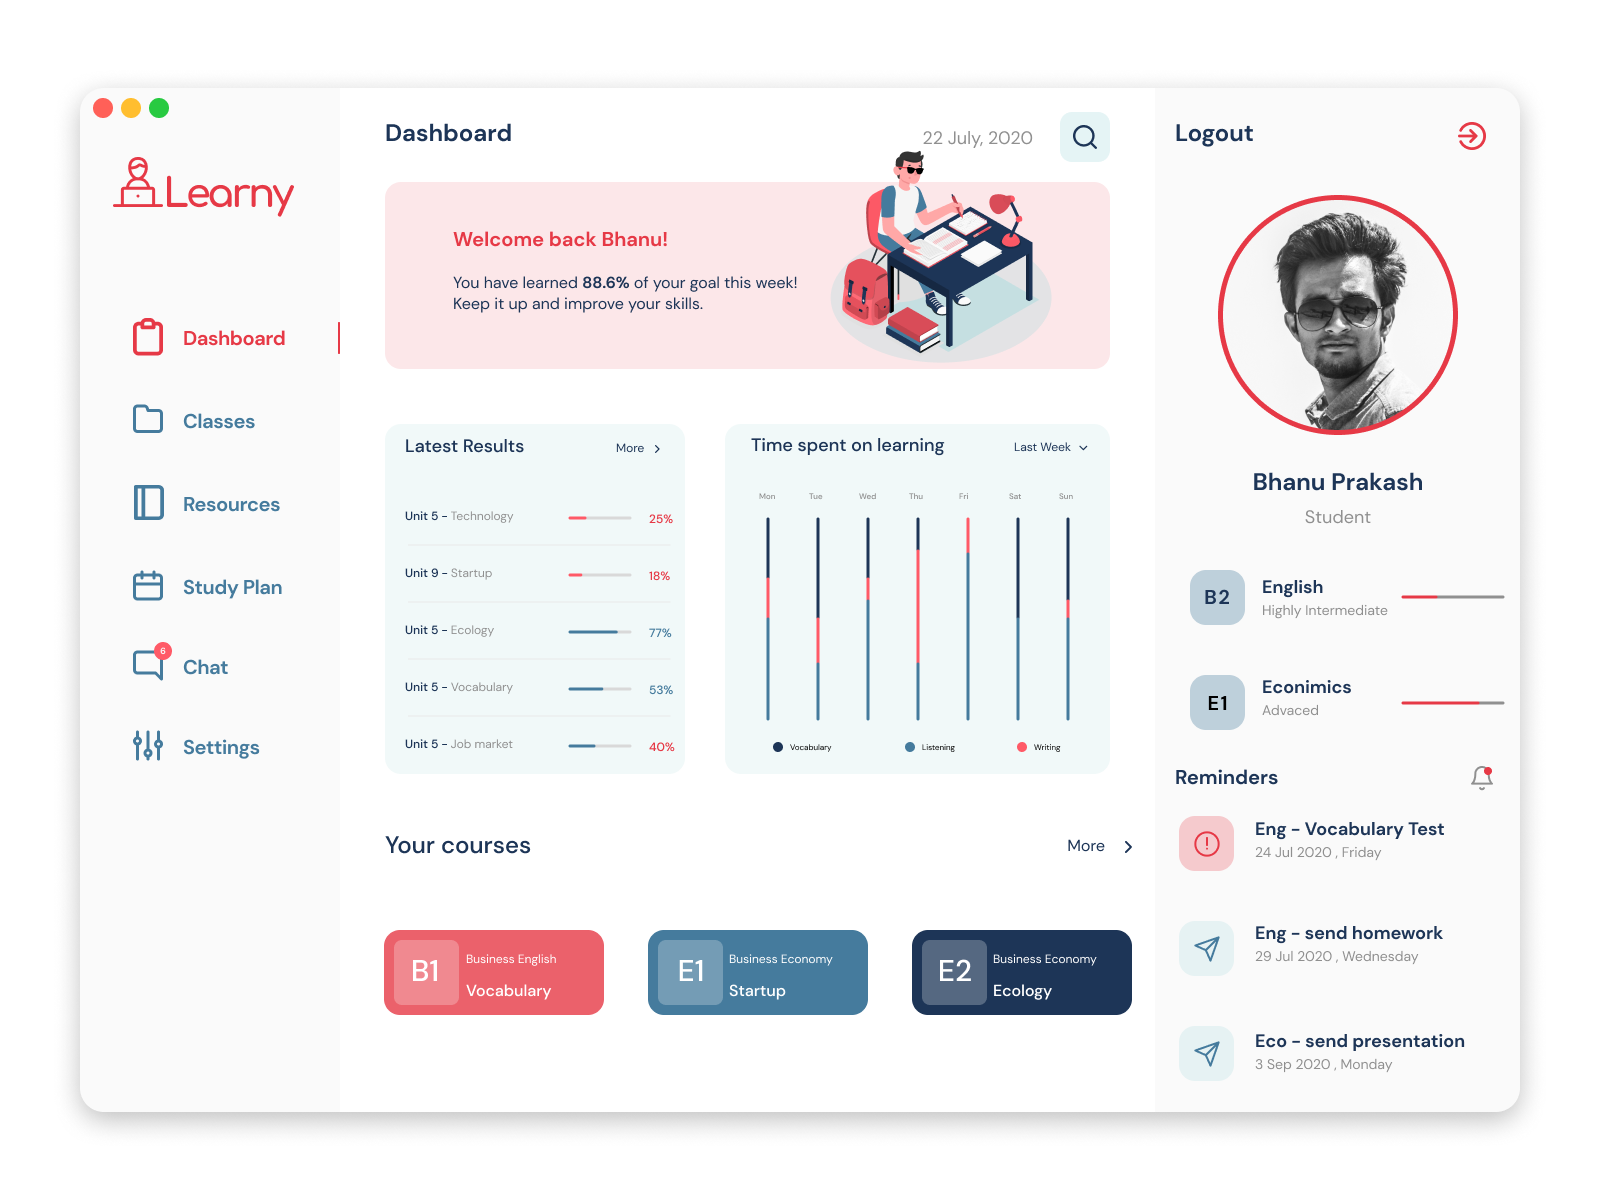 Learny
Dashboard
Classes
Resources
Study Plan
6
Chat
Settings
Dashboard
22 July, 2020
Welcome back Bhanu!
You have learned 88.6% of your goal this week!
Keep it up and improve your skills.
Latest Results
More
Unit 5 - Technology 25%
Unit 9 - Startup 18%
Unit 5 - Ecology 77%
Unit 5 - Vocabulary 53%
Unit 5 - Job market 40%
Time spent on learning
Last Week
Mon Tue Wed Thu Fri Sat Sun
Vocabulary Listening Writing
Your courses
More
B1
Business English
Vocabulary
E1
Business Economy
Startup
E2
Business Economy
Ecology
Logout
Bhanu Prakash
Student
B2
English
Highly Intermediate
E1
Econimics
Advaced
Reminders
Eng - Vocabulary Test
24 Jul 2020 , Friday
Eng - send homework
29 Jul 2020 , Wednesday
Eco - send presentation
3 Sep 2020 , Monday